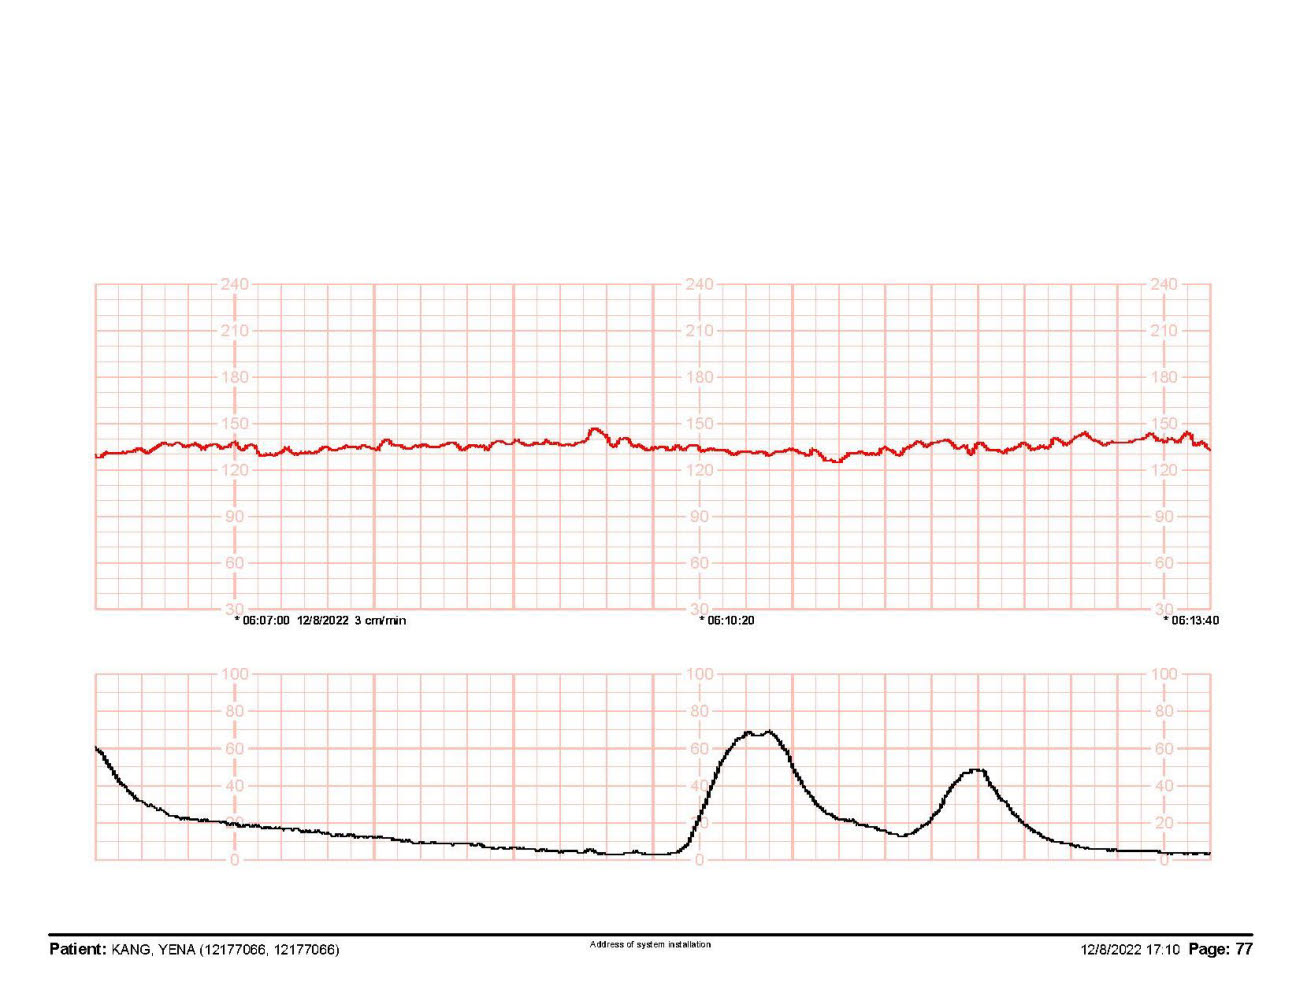 240 240 240
210 210 210
180 180 180
150 150 150
120 120 120
90 90 90
60 60 60
30 30 30
* 06:07:00 12/8/2022 3 cm/min * 06:10:20 * 06:13:40
100 100 100
80 80 80
60 60 60
40 40 40
20 20 20
0 0 0
Patient: KANG, YENA (12177066, 12177066) Address of system installation 12/8/2022 17:10 Page: 77